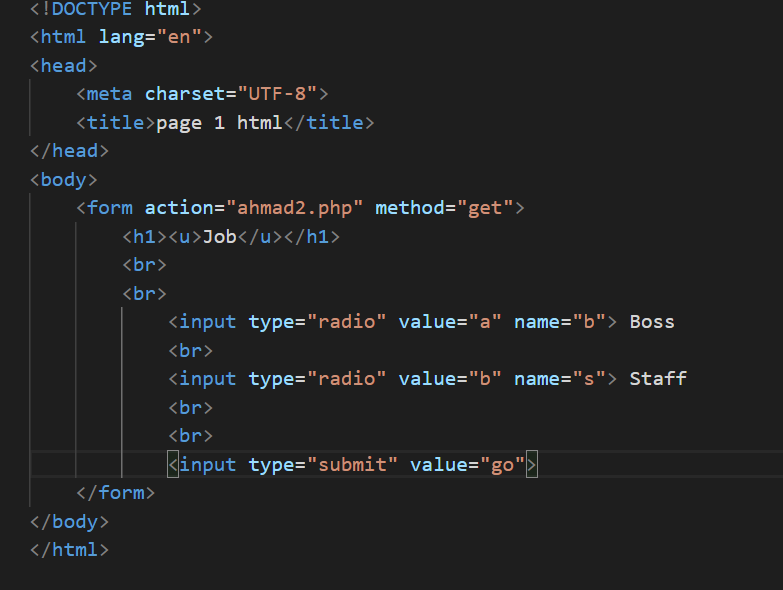 <!DOCTYPE html>
<html lang="en">
<head>
    <meta charset="UTF-8">
    <title>page 1 html</title>
</head>
<body>
    <form action="ahmad2.php" method="get">
        <h1><u>Job</u></h1>
        <br>
        <br>
            <input type="radio" value="a" name="b"> Boss
            <br>
            <input type="radio" value="b" name="s"> Staff
            <br>
            <br>
            <input type="submit" value="go">
    </form>
</body>
</html>